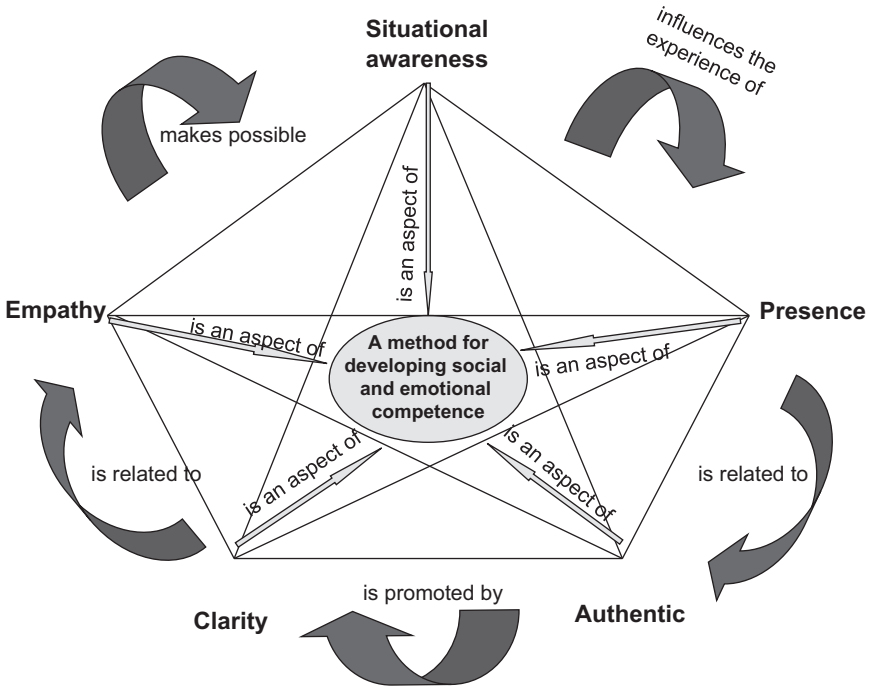 Situational
awareness
influences the
experience of
makes possible
is an aspect of
Empathy
Presence
is an aspect of
is an aspect of
A method for
developing social
and emotional
competence
is an aspect of
is an aspect of
is related to
is related to
is promoted by
Clarity
Authentic